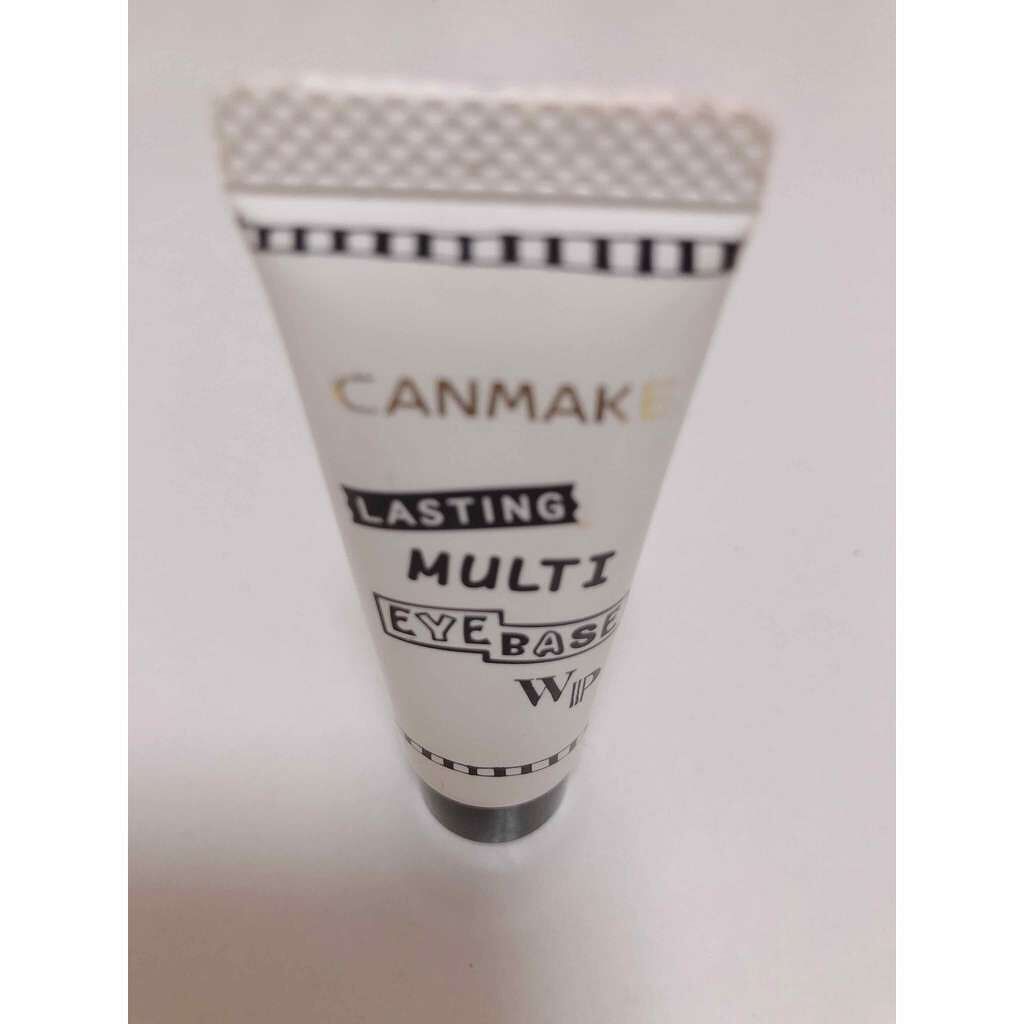 CANMAKE
LASTING
MULTI
EYE BASE
WP